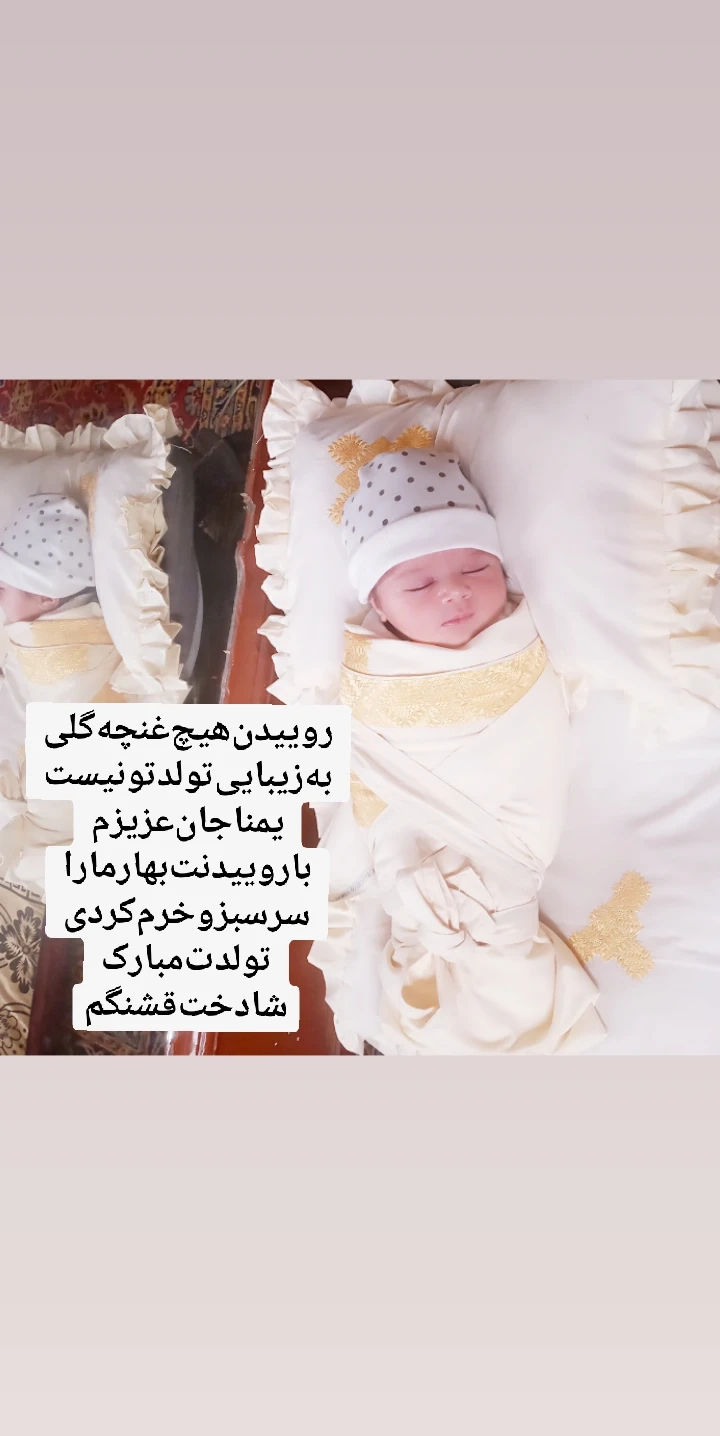 روییدن هیچ غنچه گلی
به زیبایی تولد تو نیست
یمنا جان عزیزم
با روییدنت بهار ما را
سرسبز و خرم کردی
تولدت مبارک
شادخت قشنگم